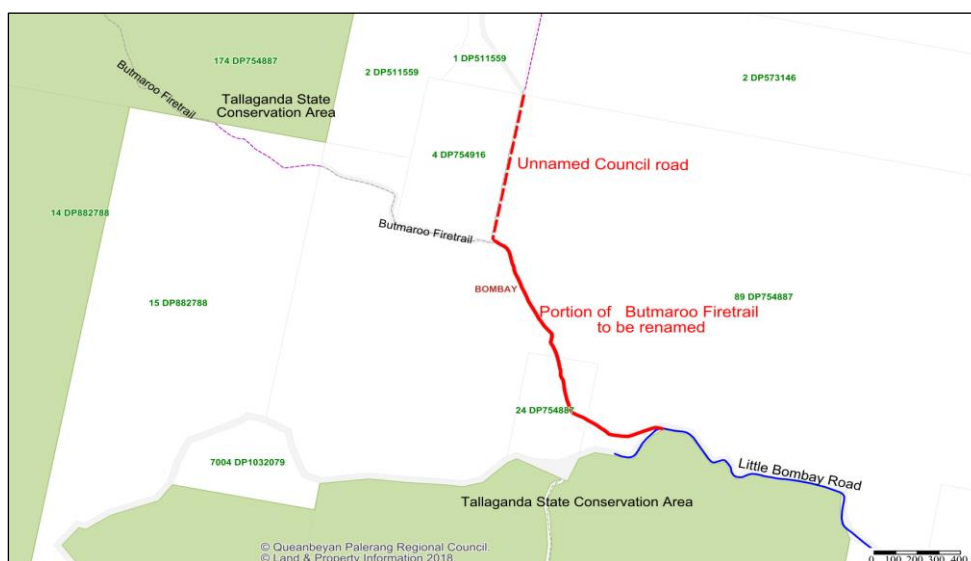 1 DP511559
174 DP754887
2 DP511559
2 DP573146
Butmaroo Firetrail
Tallaganda State
Conservation Area
4 DP754916
Unnamed Council road
14 DP882788
Butmaroo Firetrail
BOMBAY
15 DP882788
89 DP754887
Portion of Butmaroo Firetrail
to be renamed
24 DP754887
7004 DP1032079
Little Bombay Road
Tallaganda State Conservation Area
© Queanbeyan Palerang Regional Council.
© Land & Property Information 2018
0 100 200 300 400